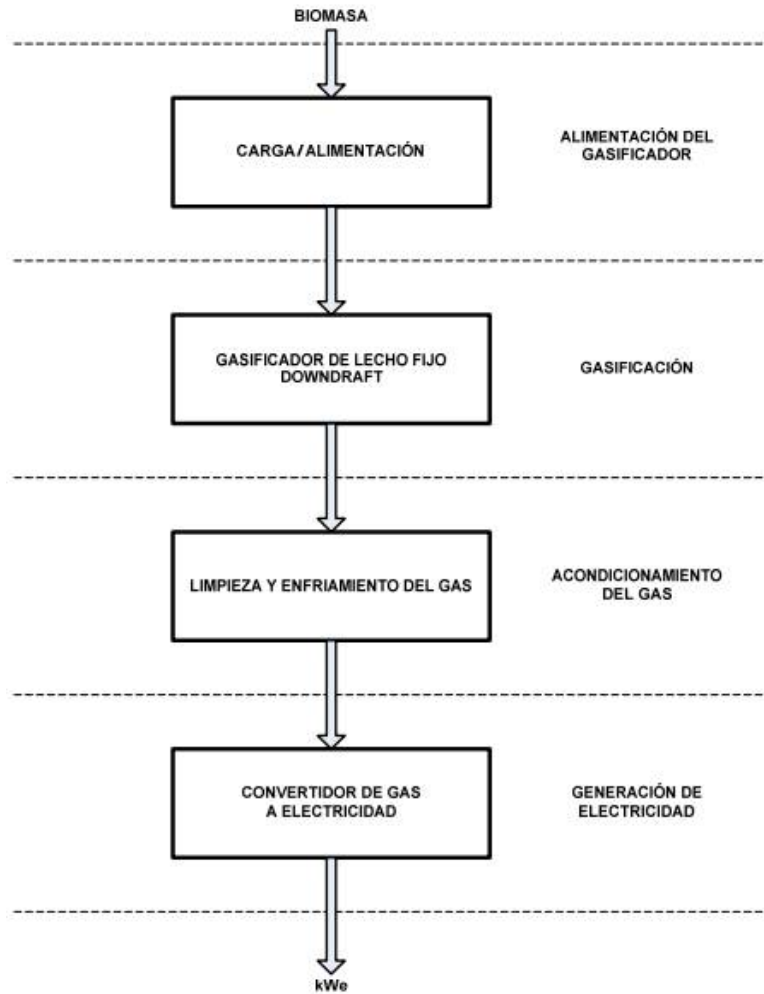 BIOMASA
CARGA/ALIMENTACIÓN
ALIMENTACIÓN DEL
GASIFICADOR
GASIFICADOR DE LECHO FIJO
DOWNDRAFT
GASIFICACIÓN
LIMPIEZA Y ENFRIAMIENTO DEL GAS
ACONDICIONAMIENTO
DEL GAS
CONVERTIDOR DE GAS
A ELECTRICIDAD
GENERACIÓN DE
ELECTRICIDAD
kWe